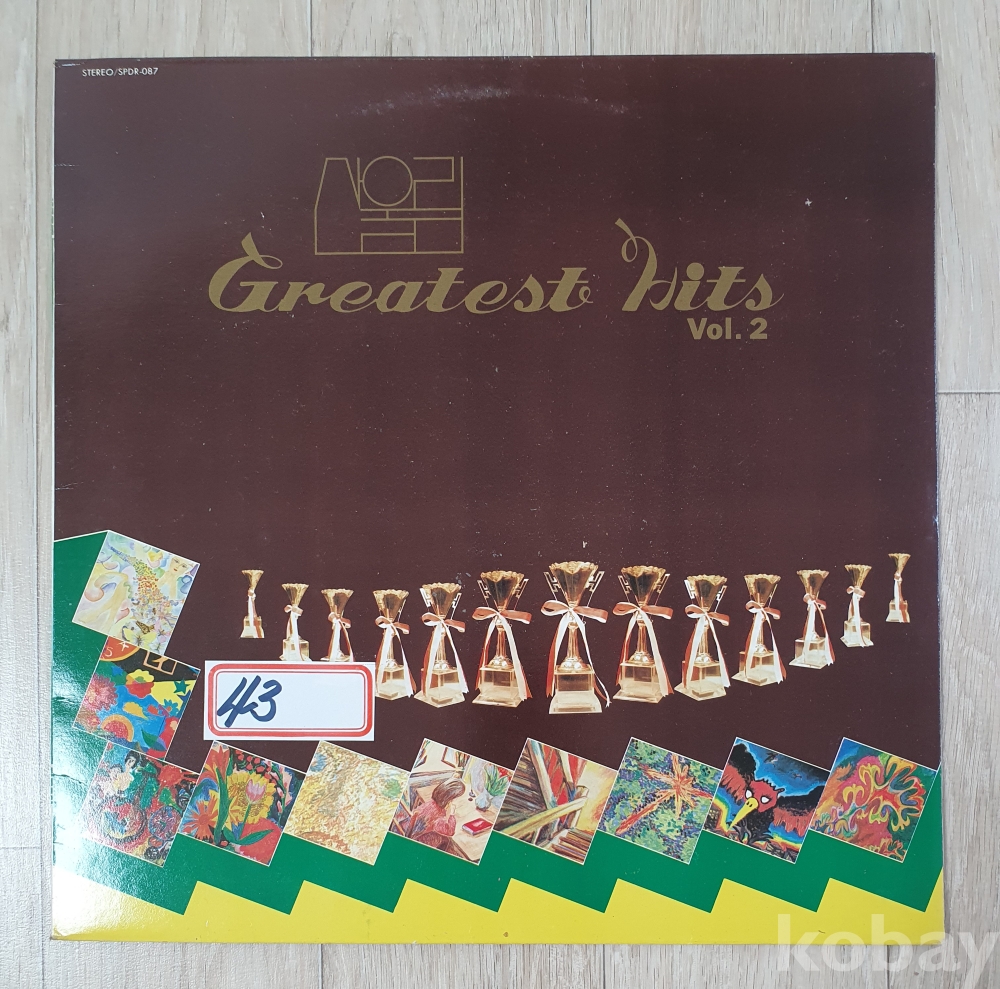 STEREO/SPDR-087
산울림
Greatest Hits
Vol. 2
43
kobay